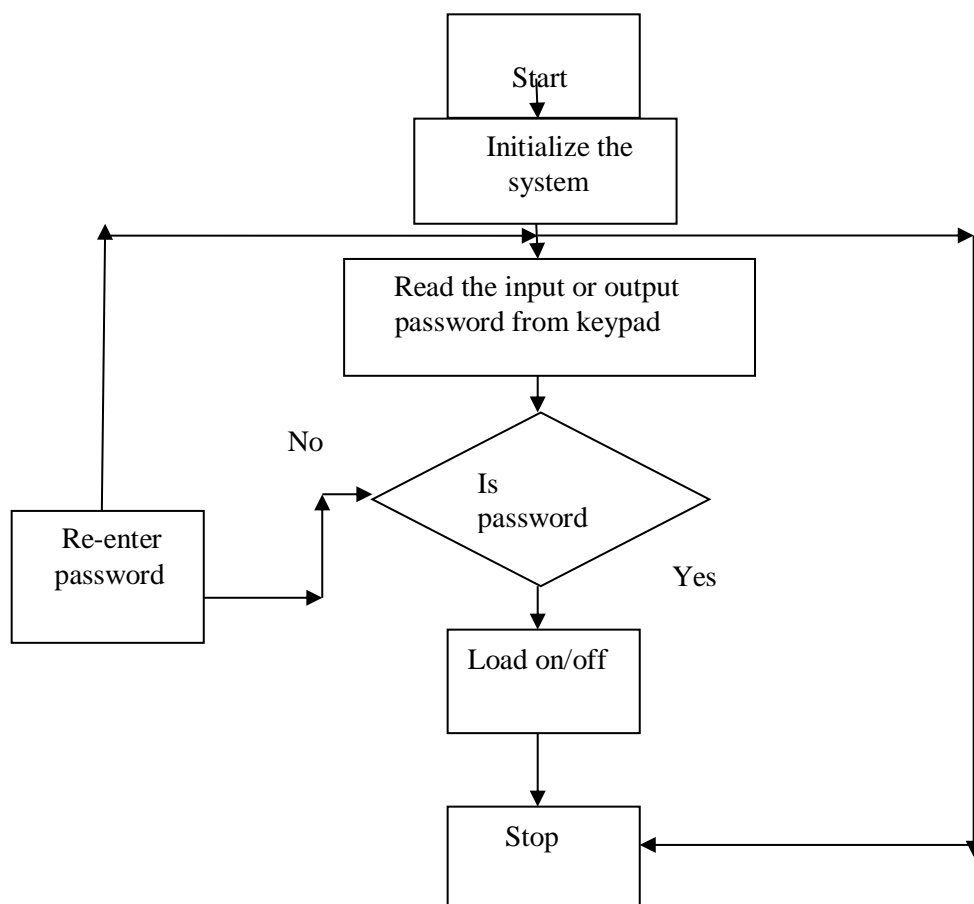 Start
Initialize the
system
Read the input or output
password from keypad
No
Is
password
Re-enter
password
Yes
Load on/off
Stop